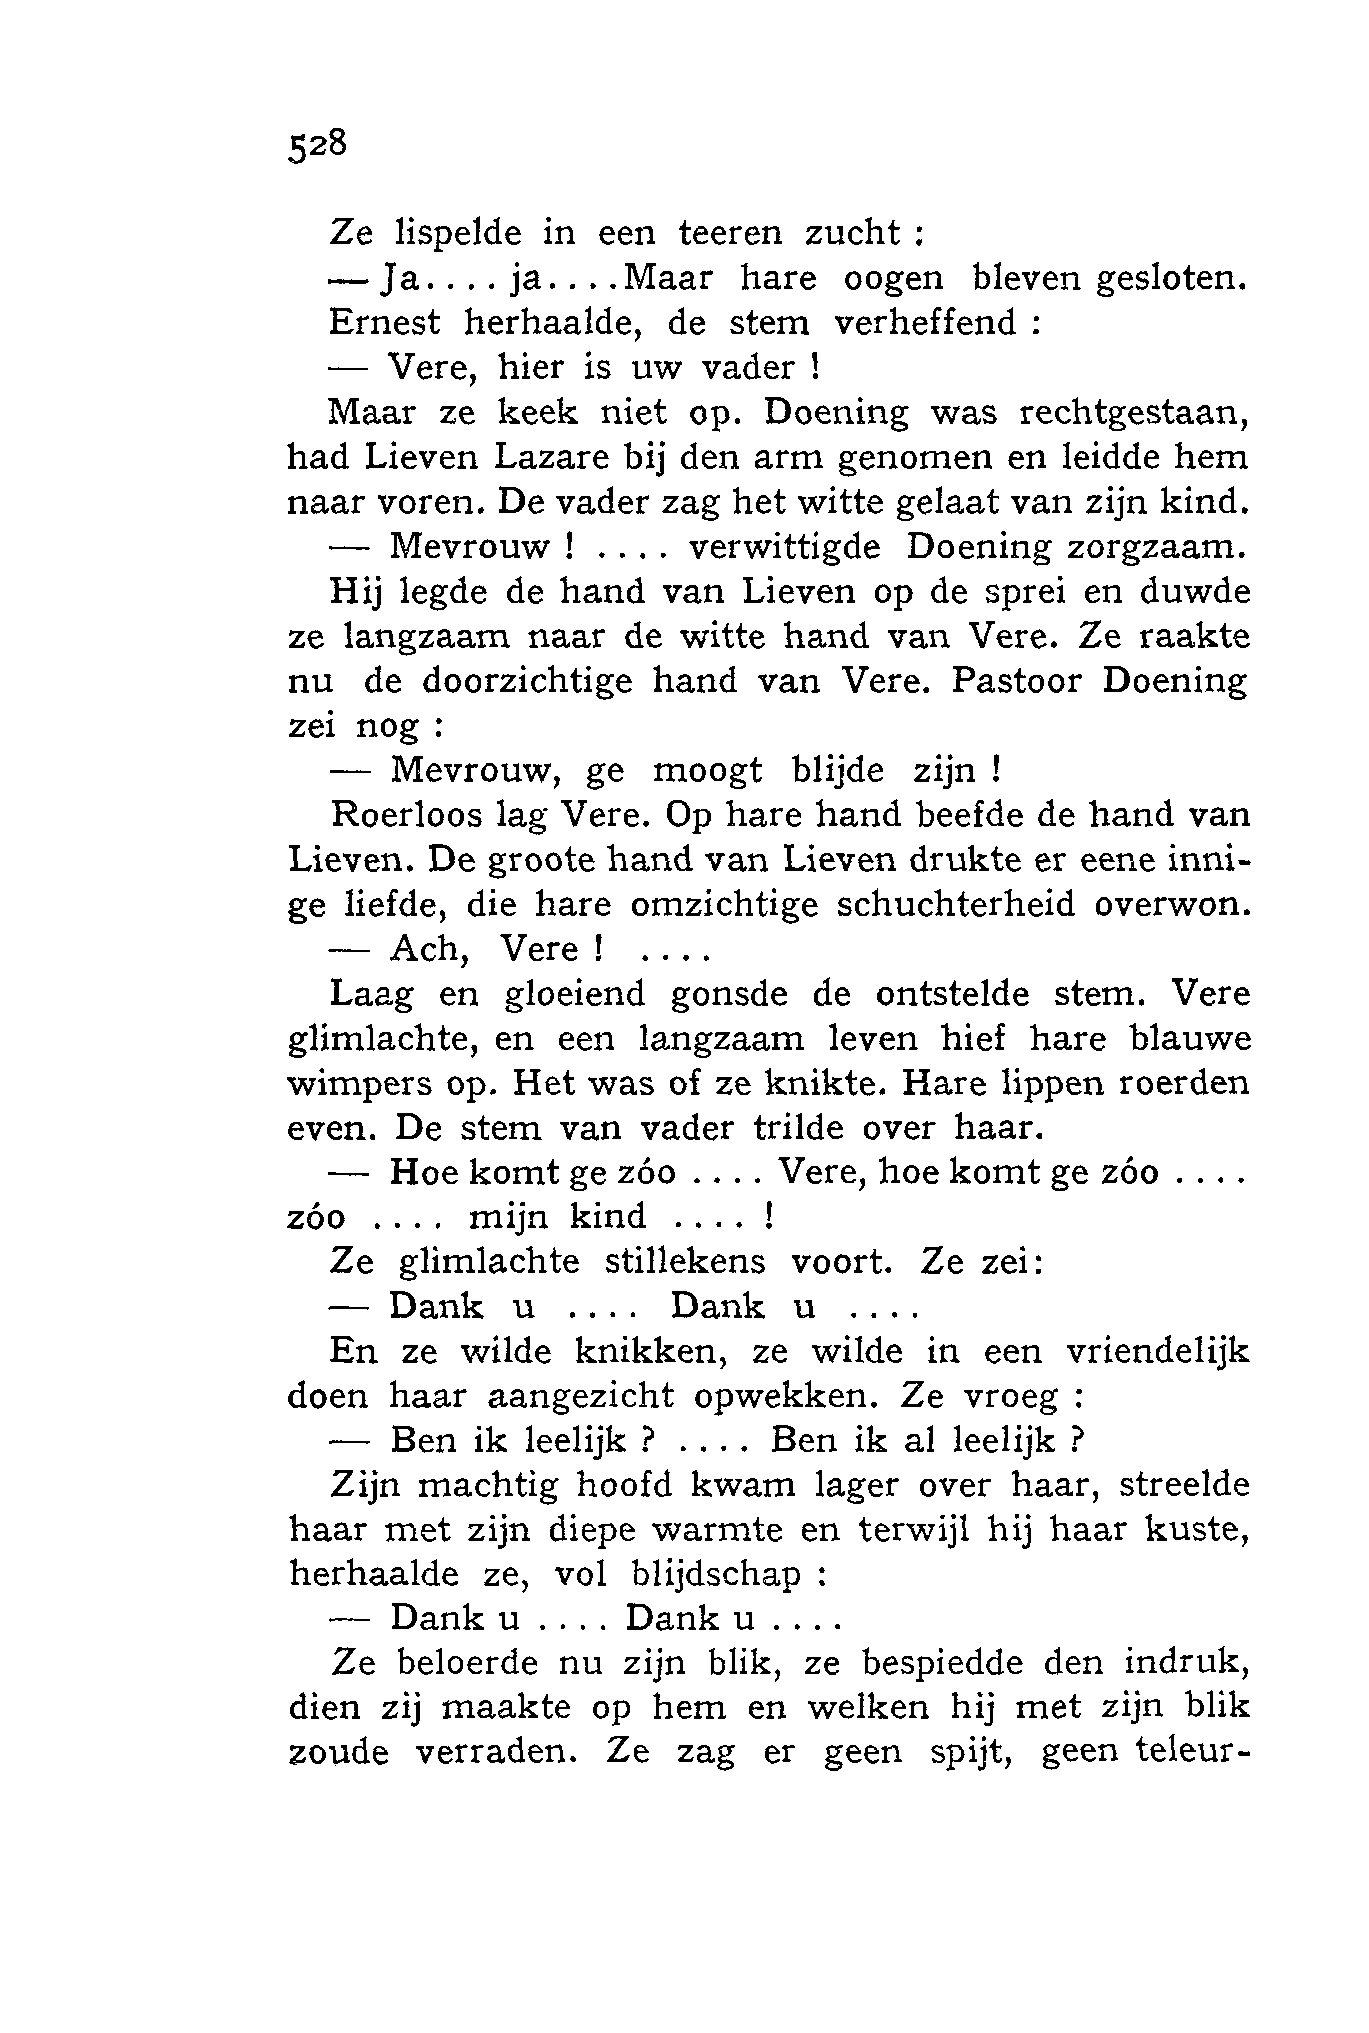 528
Ze lispelde in een teeren zucht :
— Ja. . . . ja. . . .Maar hare oogen bleven gesloten.
Ernest herhaalde, de stem verheffend :
— Vere, hier is uw vader !
Maar ze keek niet op. Doening was rechtgestaan,
had Lieven Lazare bij den arm genomen en leidde hem
naar voren. De vader zag het witte gelaat van zijn kind.
— Mevrouw ! . . . . verwittigde Doening zorgzaam.
Hij legde de hand van Lieven op de sprei en duwde
ze langzaam naar de witte hand van Vere. Ze raakte
nu de doorzichtige hand van Vere. Pastoor Doening
zei nog :
— Mevrouw, ge moogt blijde zijn !
Roerloos lag Vere. Op hare hand beefde de hand van
Lieven. De groote hand van Lieven drukte er eene inni-
ge liefde, die hare omzichtige schuchterheid overwon.
— Ach, Vere ! . . . .
Laag en gloeiend gonsde de ontstelde stem. Vere
glimlachte, en een langzaam leven hief hare blauwe
wimpers op. Het was of ze knikte. Hare lippen roerden
even. De stem van vader trilde over haar.
— Hoe komt ge zóo . . . . Vere, hoe komt ge zóo . . . .
zóo . . . . mijn kind . . . . !
Ze glimlachte stillekens voort. Ze zei:
— Dank u . . . . Dank u . . . .
En ze wilde knikken, ze wilde in een vriendelijk
doen haar aangezicht opwekken. Ze vroeg :
— Ben ik leelijk ? . . . . Ben ik al leelijk ?
Zijn machtig hoofd kwam lager over haar, streelde
haar met zijn diepe warmte en terwijl hij haar kuste,
herhaalde ze, vol blijdschap :
— Dank u . . . . Dank u . . . .
Ze beloerde nu zijn blik, ze bespiedde den indruk,
dien zij maakte op hem en welken hij met zijn blik
zoude verraden. Ze zag er geen spijt, geen teleur-